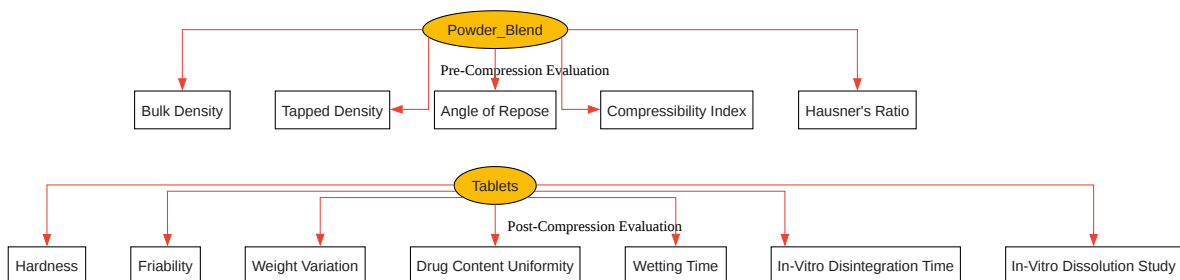 Powder_Blend
Pre-Compression Evaluation
Bulk Density
Tapped Density
Angle of Repose
Compressibility Index
Hausner's Ratio
Tablets
Post-Compression Evaluation
Hardness
Friability
Weight Variation
Drug Content Uniformity
Wetting Time
In-Vitro Disintegration Time
In-Vitro Dissolution Study